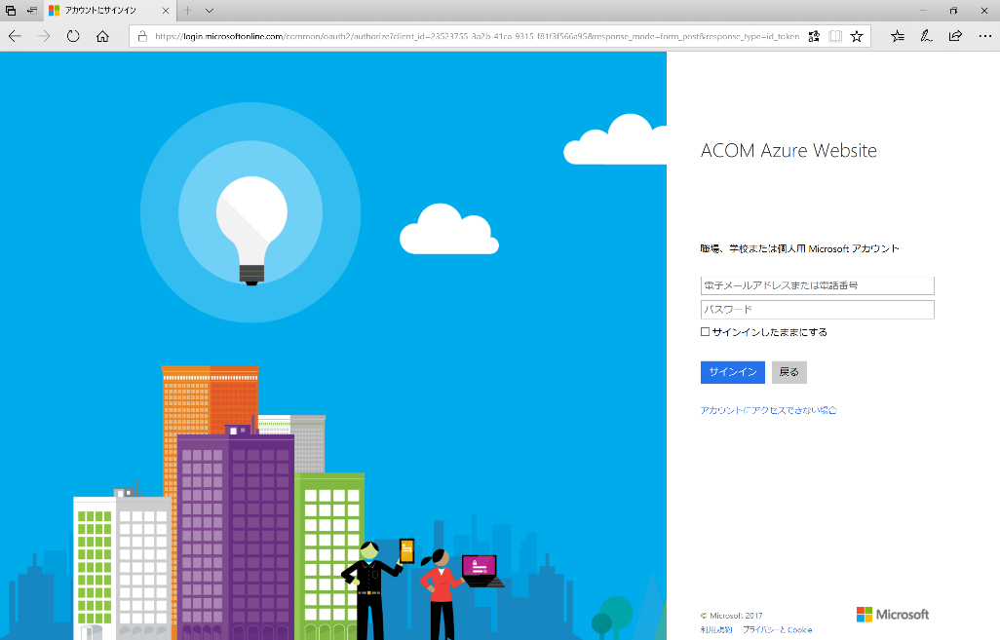 アカウントにサインイン
https://login.microsoftonline.com/common/oauth2/authorize?client_id=23523755-3a2b-41ca-9315-f81f3f566a95&response_mode=form_post&response_type=id_token
ACOM Azure Website
職場、学校または個人用 Microsoft アカウント
電子メールアドレスまたは電話番号
パスワード
サインインしたままにする
サインイン 戻る
アカウントにアクセスできない場合
© Microsoft 2017
利用規約 プライバシーと Cookie
Microsoft